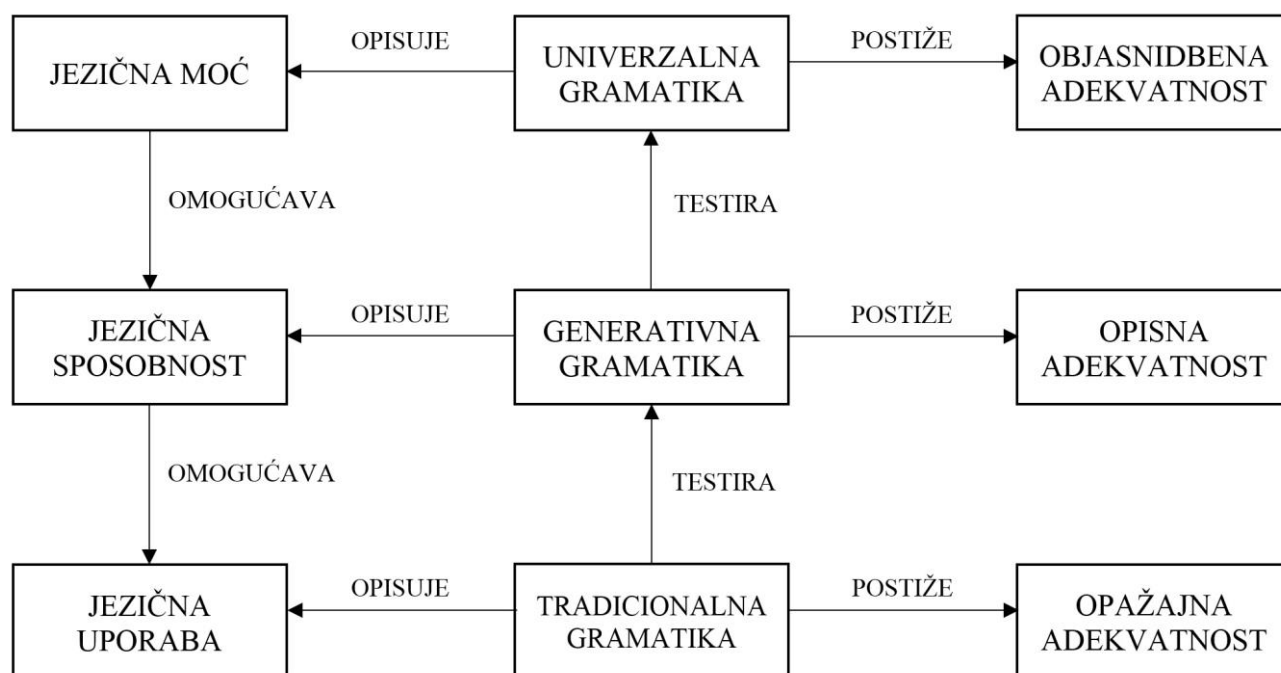 JEZIČNA MOĆ
OPISUJE
UNIVERZALNA
GRAMATIKA
POSTIŽE
OBJASNIDBENA
ADEKVATNOST
OMOGUĆAVA
TESTIRA
JEZIČNA
SPOSOBNOST
OPISUJE
GENERATIVNA
GRAMATIKA
POSTIŽE
OPISNA
ADEKVATNOST
OMOGUĆAVA
TESTIRA
JEZIČNA
UPORABA
OPISUJE
TRADICIONALNA
GRAMATIKA
POSTIŽE
OPAŽAJNA
ADEKVATNOST